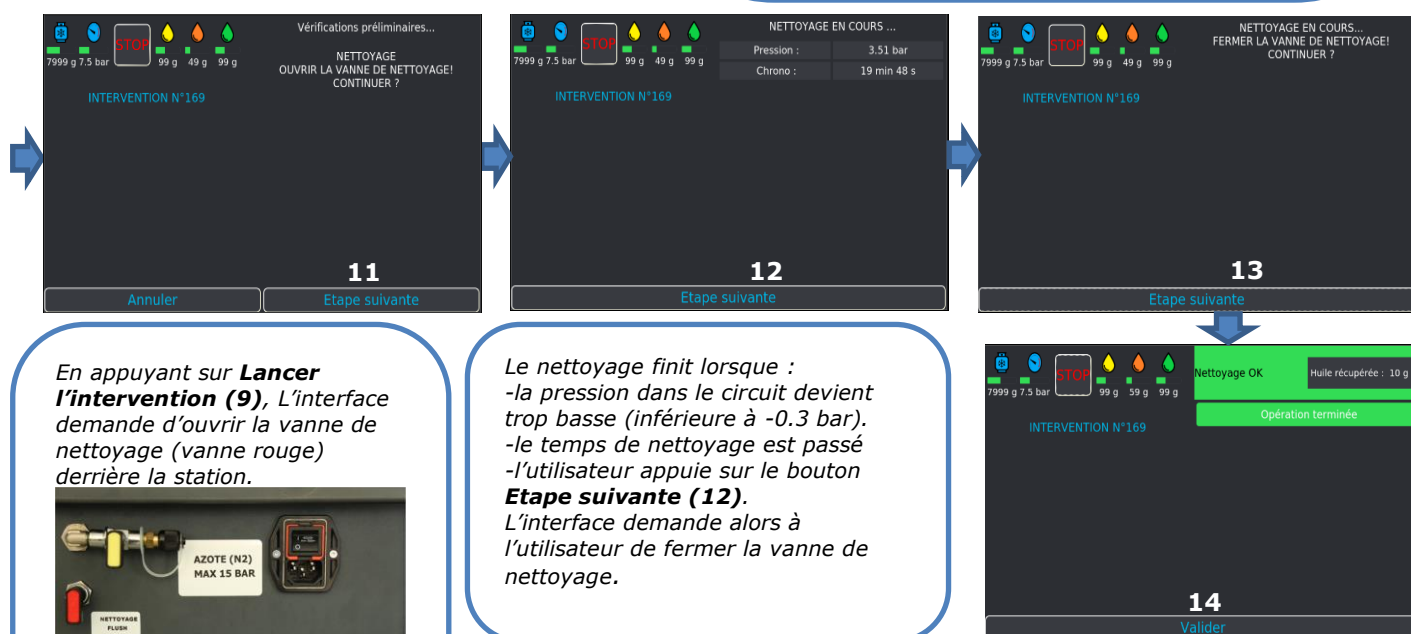 Vérifications préliminaires...
STOP
7999 g 7.5 bar 99 g 49 g 99 g
NETTOYAGE
OUVRIR LA VANNE DE NETTOYAGE!
CONTINUER ?
INTERVENTION N°169
11
Annuler Etape suivante
NETTOYAGE EN COURS ...
STOP
Pression : 3.51 bar
7999 g 7.5 bar 99 g 49 g 99 g
Chrono : 19 min 48 s
INTERVENTION N°169
12
Etape suivante
NETTOYAGE EN COURS...
FERMER LA VANNE DE NETTOYAGE!
CONTINUER ?
STOP
7999 g 7.5 bar 99 g 49 g 99 g
INTERVENTION N°169
13
Etape suivante
En appuyant sur Lancer
l’intervention (9), L’interface
demande d’ouvrir la vanne de
nettoyage (vanne rouge)
derrière la station.
AZOTE (N2)
MAX 15 BAR
NETTOYAGE
FLUSH
Le nettoyage finit lorsque :
-la pression dans le circuit devient
trop basse (inférieure à -0.3 bar).
-le temps de nettoyage est passé
-l’utilisateur appuie sur le bouton
Etape suivante (12).
L’interface demande alors à
l’utilisateur de fermer la vanne de
nettoyage.
STOP
Nettoyage OK Huile récupérée : 10 g
7999 g 7.5 bar 99 g 59 g 99 g
Opération terminée
INTERVENTION N°169
14
Valider